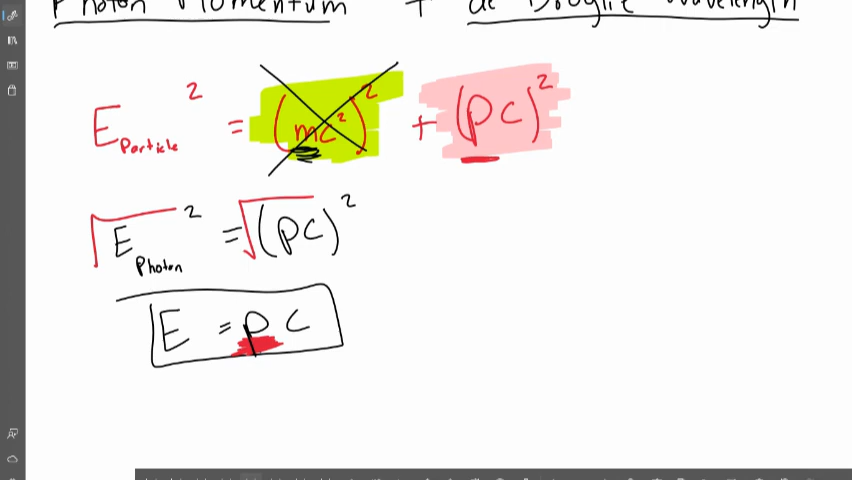 Photon Momentum + de Broglie Wavelength
E_Particle² = (mc²)² + (pc)²
√E_Photon² = √(pc)²
E = pc